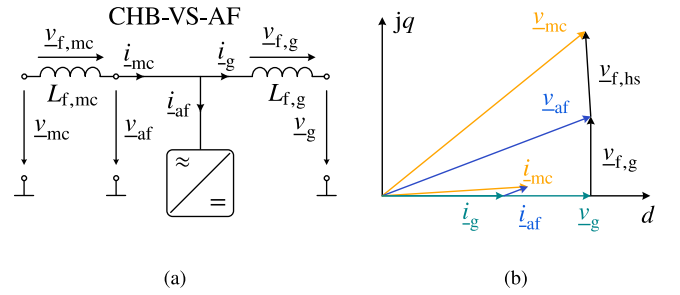 CHB-VS-AF
v_f,mc
i_mc
i_g
v_f,g
L_f,mc
i_af
L_f,g
v_mc
v_af
v_g
≈
=
(a)
jq
v_mc
v_f,hs
v_af
v_f,g
i_mc
i_g
i_af
v_g
d
(b)